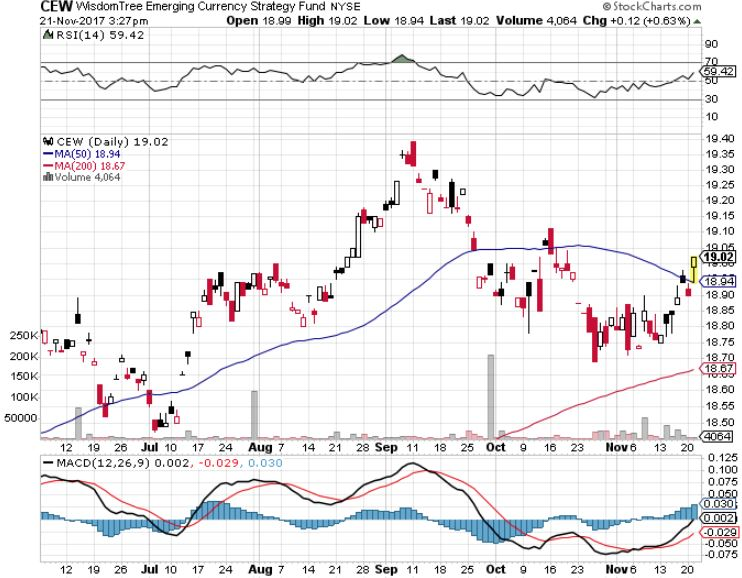 CEW WisdomTree Emerging Currency Strategy Fund NYSE © StockCharts.com
21-Nov-2017 3:27pm Open 18.99 High 19.02 Low 18.94 Last 19.02 Volume 4,064 Chg +0.12 (+0.63%)
RSI(14) 59.42
90
70
59.42
50
30
10
CEW (Daily) 19.02
MA(50) 18.94
MA(200) 18.67
Volume 4,064
19.40
19.35
19.30
19.25
19.20
19.15
19.10
19.05
19.02
19.00
18.94
18.90
18.85
18.80
18.75
18.70
18.67
18.60
18.55
18.50
250K
200K
150K
100K
50000
4064
12 19 26 Jul 10 17 24 Aug 7 14 21 28 Sep 11 18 25 Oct 9 16 23 Nov 6 13 20
MACD(12,26,9) 0.002, -0.029, 0.030
0.125
0.100
0.075
0.050
0.030
0.002
-0.029
-0.050
-0.075
12 19 26 Jul 10 17 24 Aug 7 14 21 28 Sep 11 18 25 Oct 9 16 23 Nov 6 13 20